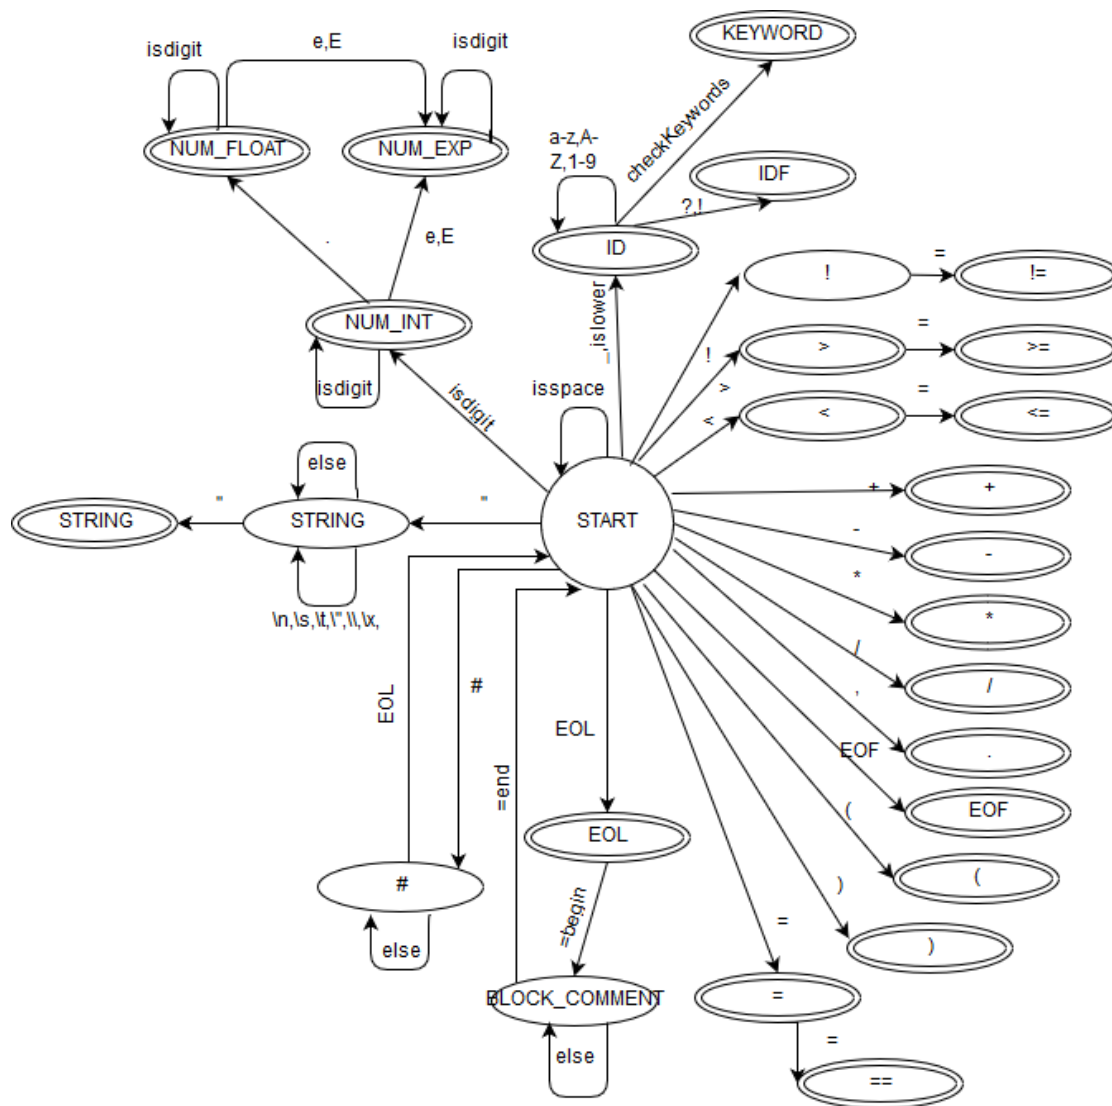 KEYWORD
isdigit
e,E
isdigit
checkKeywords
NUM_FLOAT
NUM_EXP
a-z,A-
Z,1-9
IDF
?,!
ID
.
e,E
!
=
!=
NUM_INT
_,islower
!
>
=
>=
isdigit
isdigit
isspace
>
<
<
=
<=
else
"
STRING
STRING
"
START
+
+
-
-
*
*
\n,\s,\t,\",\\,\x,
/
/
,
.
EOL
#
EOL
EOF
EOF
=end
EOL
(
(
#
else
=begin
)
)
=
BLOCK_COMMENT
=
else
=
==